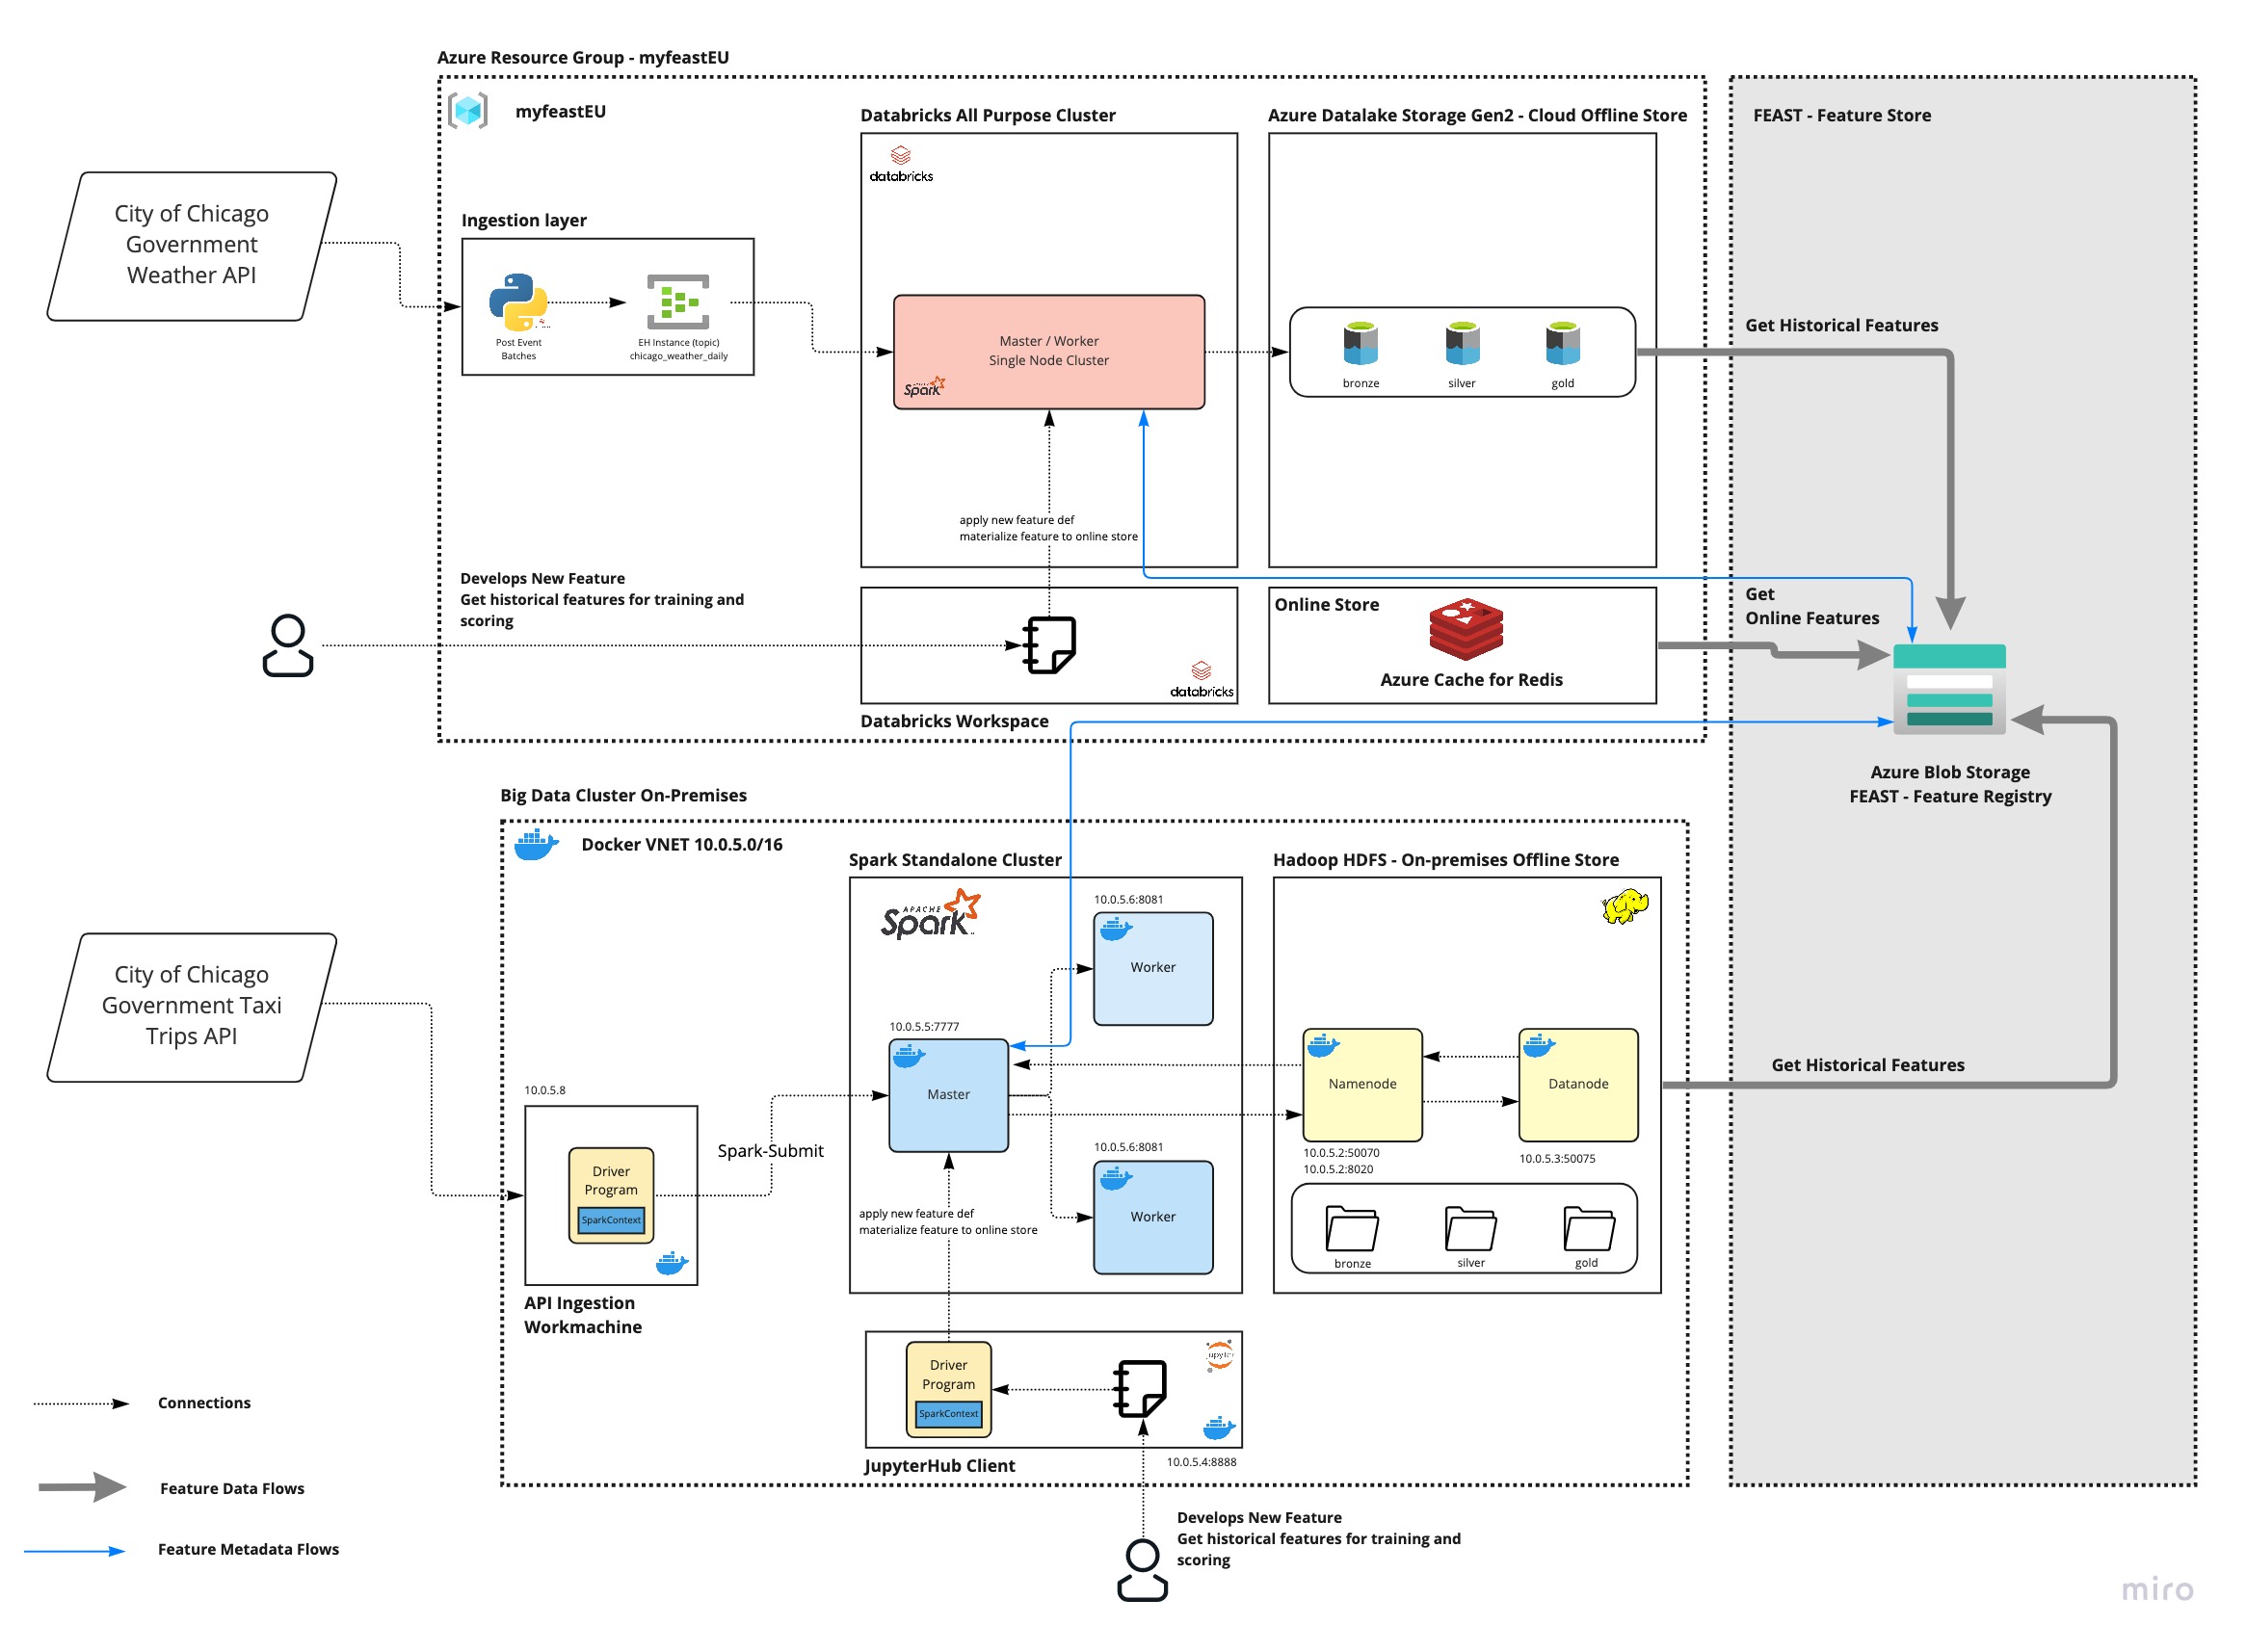 Azure Resource Group - myfeastEU
myfeastEU
Databricks All Purpose Cluster
Azure Datalake Storage Gen2 - Cloud Offline Store
FEAST - Feature Store
databricks
City of Chicago
Government
Weather API
Ingestion layer
Post Event
Batches
EH Instance (topic)
chicago_weather_daily
Master / Worker
Single Node Cluster
Spark
bronze
silver
gold
Get Historical Features
apply new feature def
materialize feature to online store
Develops New Feature
Get historical features for training and
scoring
databricks
Databricks Workspace
Online Store
Azure Cache for Redis
Get
Online Features
Azure Blob Storage
FEAST - Feature Registry
Big Data Cluster On-Premises
Docker VNET 10.0.5.0/16
Spark Standalone Cluster
Hadoop HDFS - On-premises Offline Store
APACHE
Spark
10.0.5.6:8081
Worker
City of Chicago
Government Taxi
Trips API
10.0.5.5:7777
Master
Namenode
Datanode
Get Historical Features
10.0.5.8
Driver
Program
SparkContext
Spark-Submit
10.0.5.6:8081
Worker
10.0.5.2:50070
10.0.5.2:8020
10.0.5.3:50075
bronze
silver
gold
apply new feature def
materialize feature to online store
API Ingestion
Workmachine
Driver
Program
SparkContext
jupyter
JupyterHub Client
10.0.5.4:8888
Connections
Feature Data Flows
Feature Metadata Flows
Develops New Feature
Get historical features for training and
scoring
miro